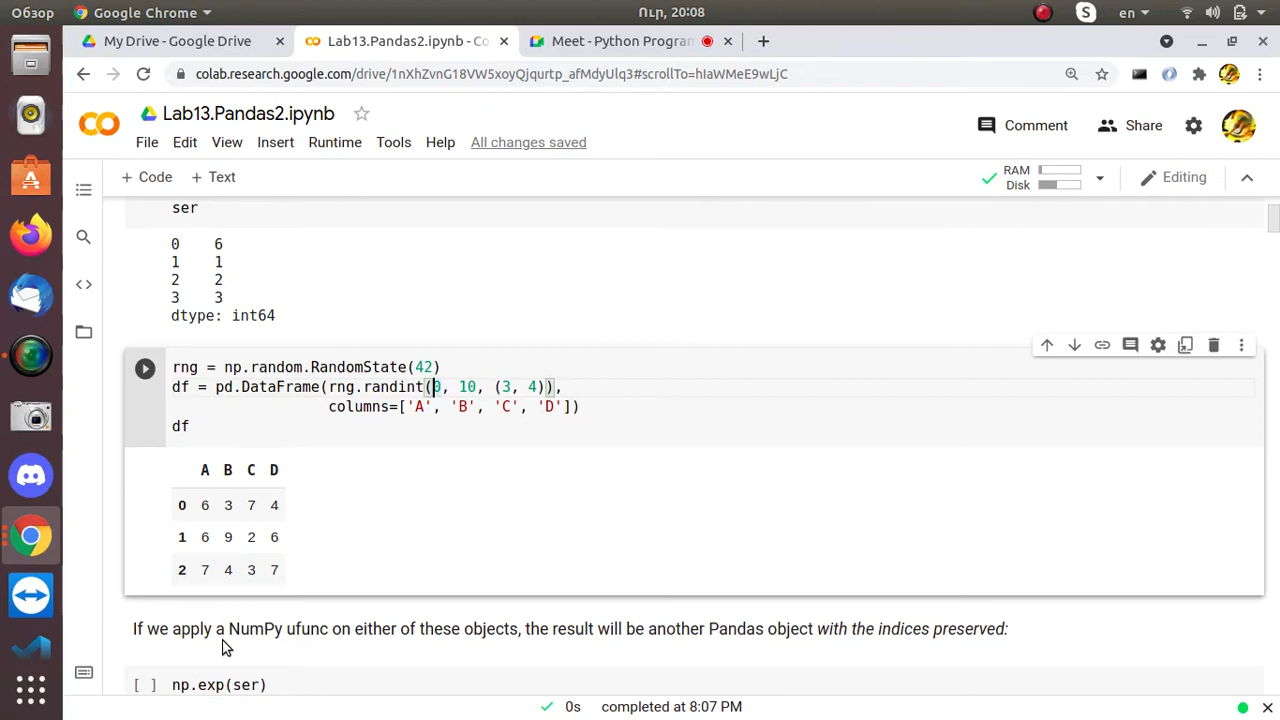 Обзор
Google Chrome
Ուր, 20:08
en
My Drive - Google Drive
Lab13.Pandas2.ipynb - Co
Meet - Python Program
colab.research.google.com/drive/1nXhZvnG18VW5xoyQjqurtp_afMdyUlq3#scrollTo=hIaWMeE9wLjC
Lab13.Pandas2.ipynb
Comment
Share
File Edit View Insert Runtime Tools Help All changes saved
+ Code + Text
RAM
Disk
Editing
ser
0 6
1 1
2 2
3 3
dtype: int64
rng = np.random.RandomState(42)
df = pd.DataFrame(rng.randint(0, 10, (3, 4)),
columns=['A', 'B', 'C', 'D'])
df
A B C D
0 6 3 7 4
1 6 9 2 6
2 7 4 3 7
If we apply a NumPy ufunc on either of these objects, the result will be another Pandas object with the indices preserved:
[ ] np.exp(ser)
0s completed at 8:07 PM